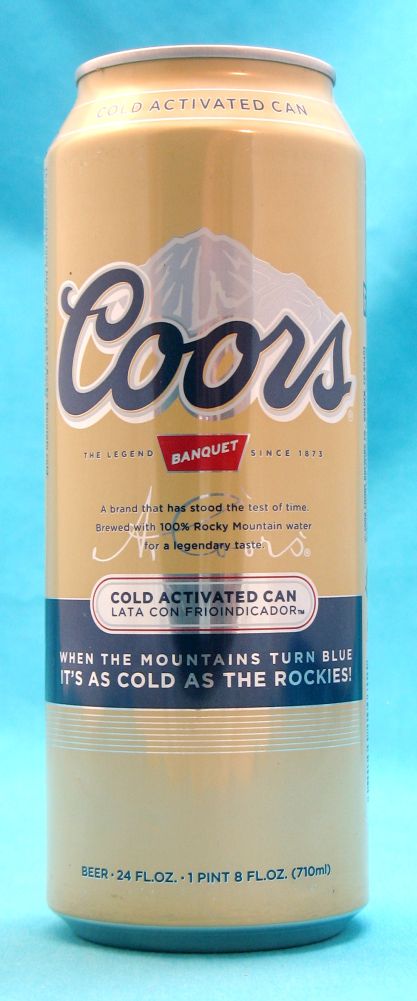 COLD ACTIVATED CAN
Coors
THE LEGEND BANQUET SINCE 1873
A brand that has stood the test of time.
Brewed with 100% Rocky Mountain water
for a legendary taste.
A. Coors®
COLD ACTIVATED CAN
LATA CON FRIOINDICADOR™
WHEN THE MOUNTAINS TURN BLUE
IT'S AS COLD AS THE ROCKIES!
BEER · 24 FL.OZ. · 1 PINT 8 FL.OZ. (710ml)